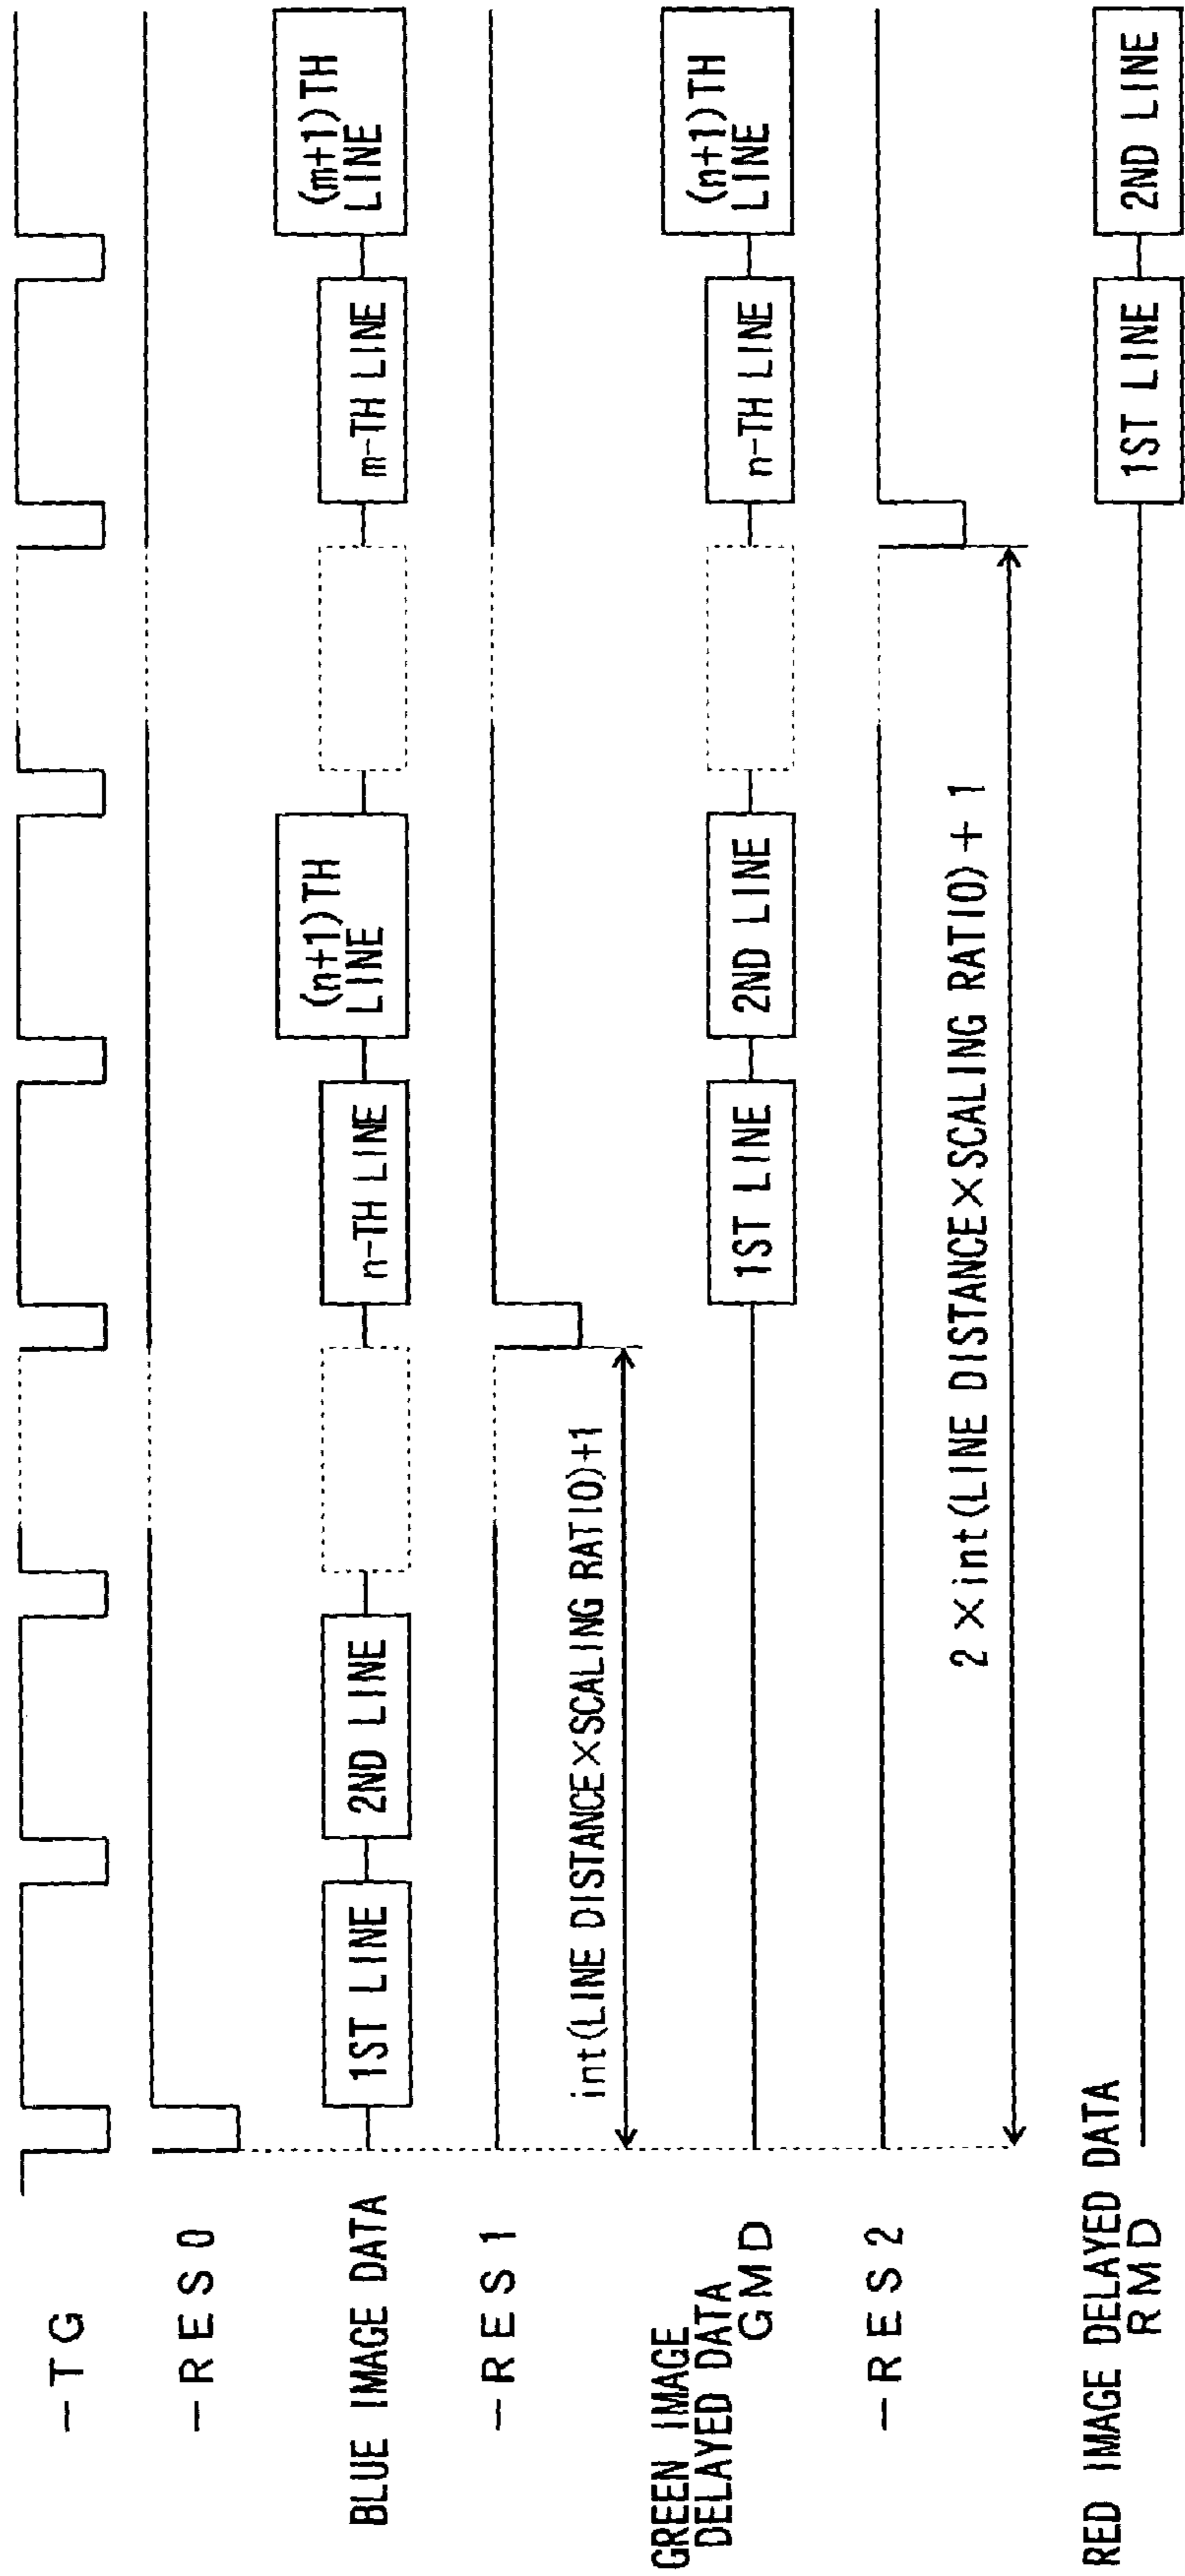 －TG
－RES0
BLUE IMAGE DATA
1ST LINE
2ND LINE
n-TH LINE
(n+1)TH
LINE
m-TH LINE
(m+1)TH
LINE
－RES1
int(LINE DISTANCE×SCALING RATIO)+1
GREEN IMAGE
DELAYED DATA
GMD
1ST LINE
2ND LINE
n-TH LINE
(n+1)TH
LINE
－RES2
2×int(LINE DISTANCE×SCALING RATIO)+1
RED IMAGE DELAYED DATA
RMD
1ST LINE
2ND LINE